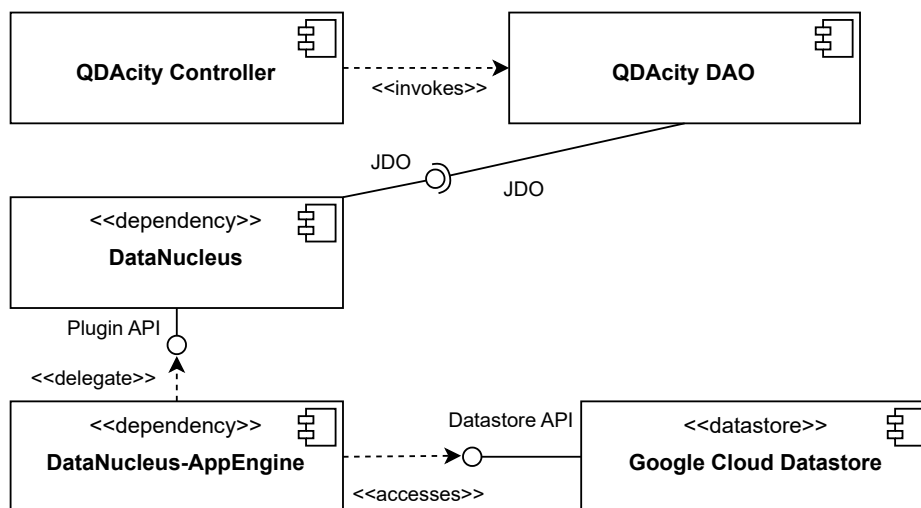 QDAcity Controller
<<invokes>>
QDAcity DAO
JDO
JDO
<<dependency>>
DataNucleus
Plugin API
<<delegate>>
<<dependency>>
DataNucleus-AppEngine
Datastore API
<<accesses>>
<<datastore>>
Google Cloud Datastore